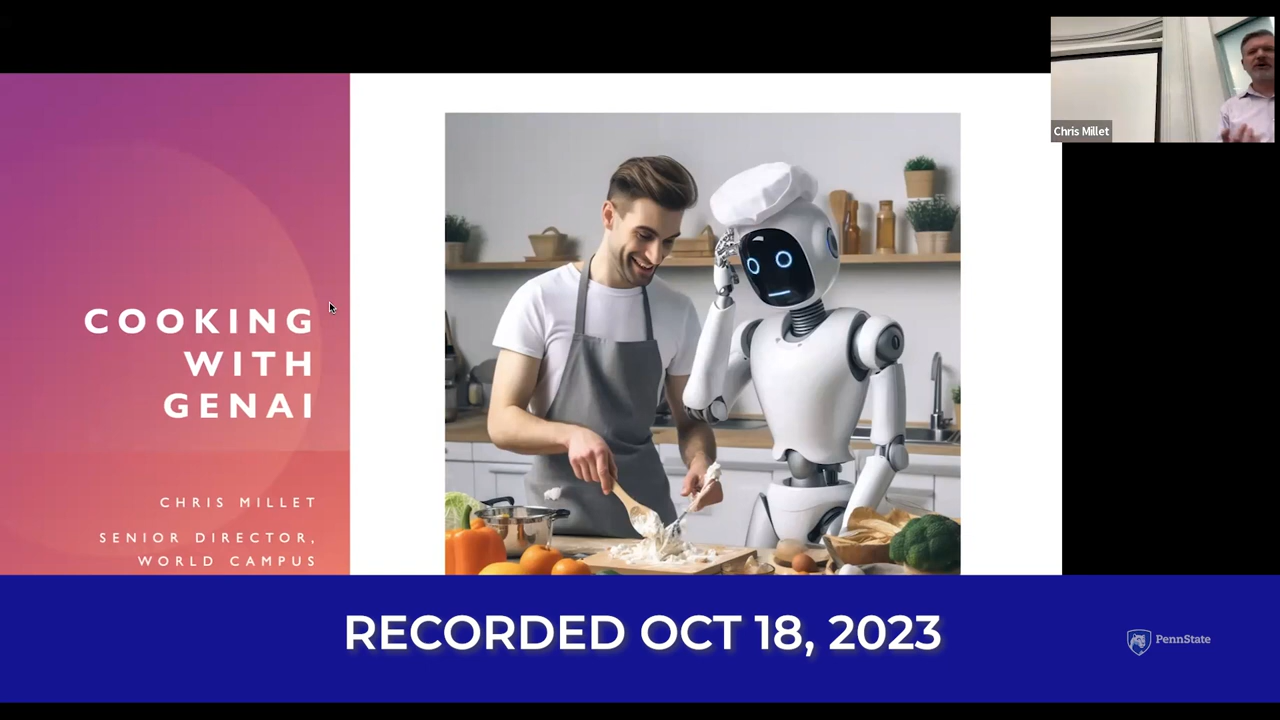 Chris Millet
COOKING
WITH
GENAI
CHRIS MILLET
SENIOR DIRECTOR,
WORLD CAMPUS
RECORDED OCT 18, 2023
PennState